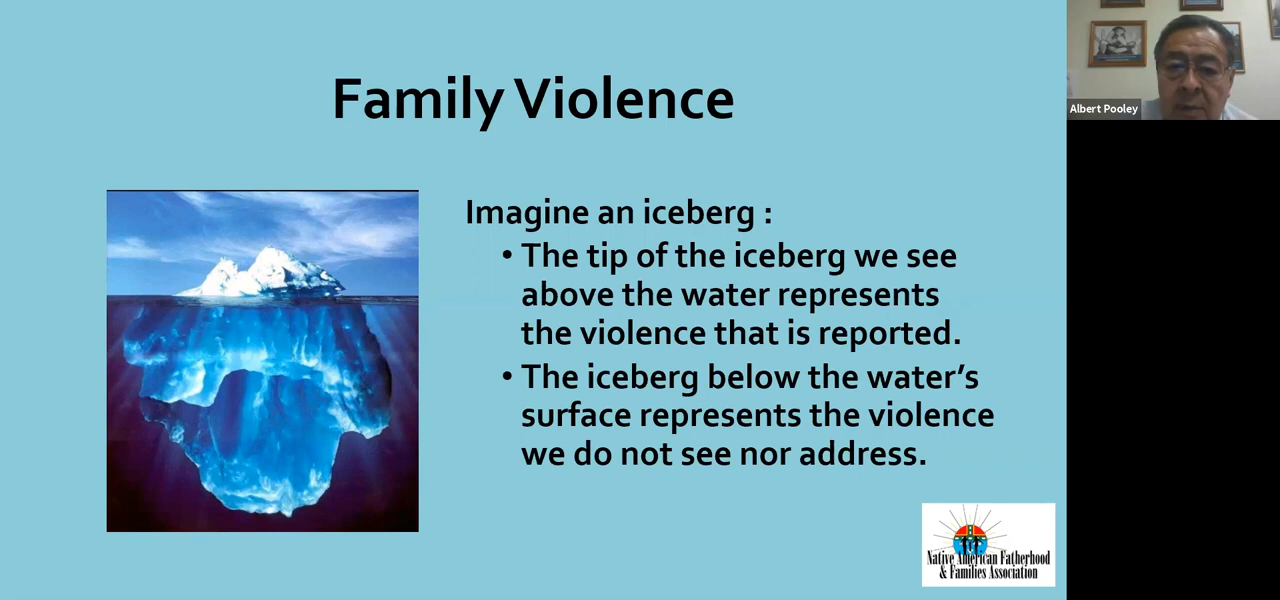 Family Violence
Imagine an iceberg :
• The tip of the iceberg we see
above the water represents
the violence that is reported.
• The iceberg below the water’s
surface represents the violence
we do not see nor address.
Albert Pooley
Native American Fatherhood
& Families Association